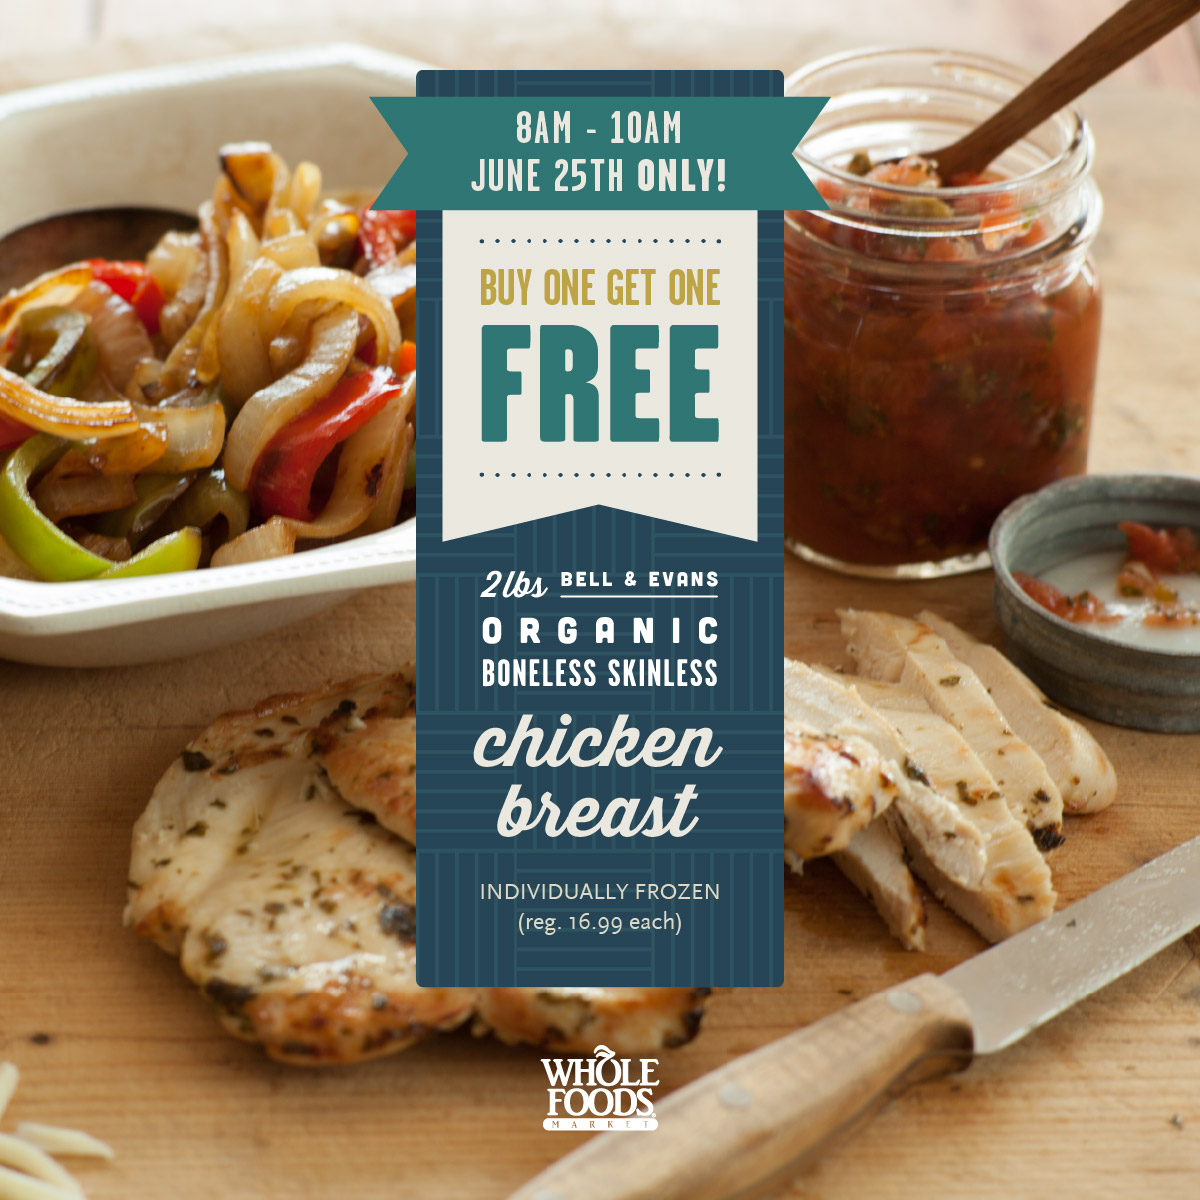 8AM - 10AM
JUNE 25TH ONLY!
BUY ONE GET ONE
FREE
2lbs BELL & EVANS
ORGANIC
BONELESS SKINLESS
chicken
breast
INDIVIDUALLY FROZEN
(reg. 16.99 each)
WHOLE
FOODS
MARKET